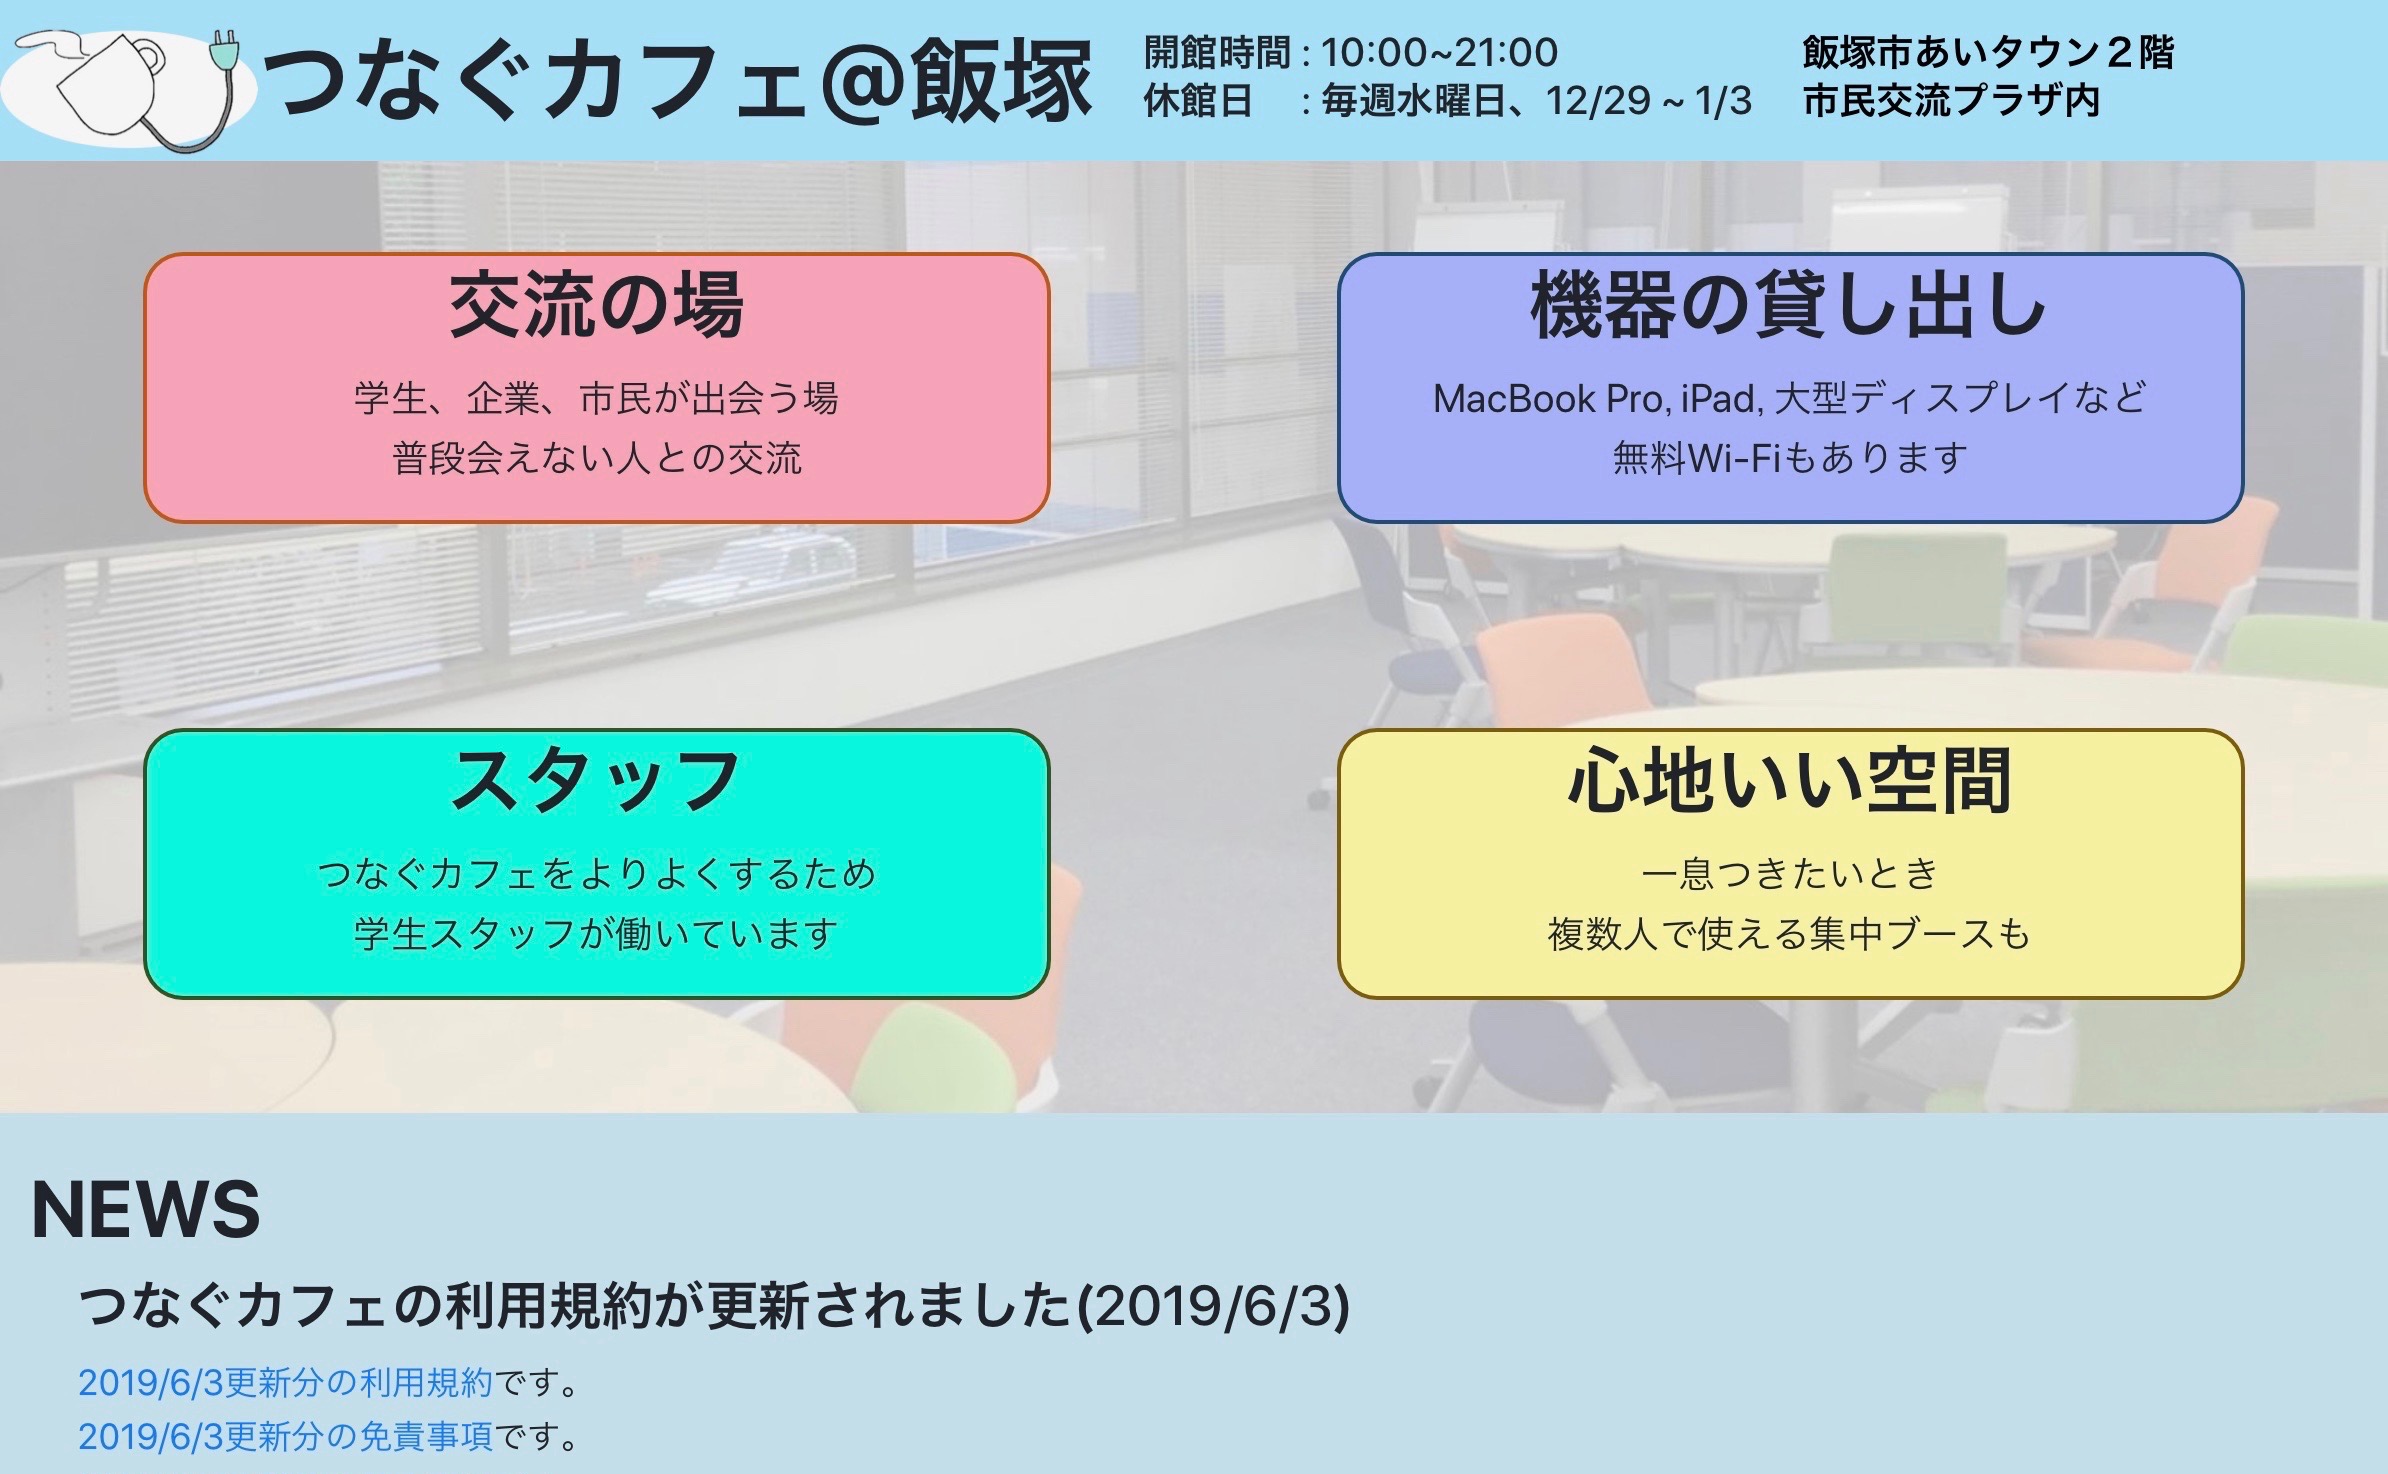 つなぐカフェ@飯塚
開館時間 : 10:00~21:00
休館日 : 毎週水曜日、12/29 ~ 1/3
飯塚市あいタウン２階
市民交流プラザ内
交流の場
学生、企業、市民が出会う場
普段会えない人との交流
機器の貸し出し
MacBook Pro, iPad, 大型ディスプレイなど
無料Wi-Fiもあります
スタッフ
つなぐカフェをよりよくするため
学生スタッフが働いています
心地いい空間
一息つきたいとき
複数人で使える集中ブースも
NEWS
つなぐカフェの利用規約が更新されました(2019/6/3)
2019/6/3更新分の利用規約です。
2019/6/3更新分の免責事項です。